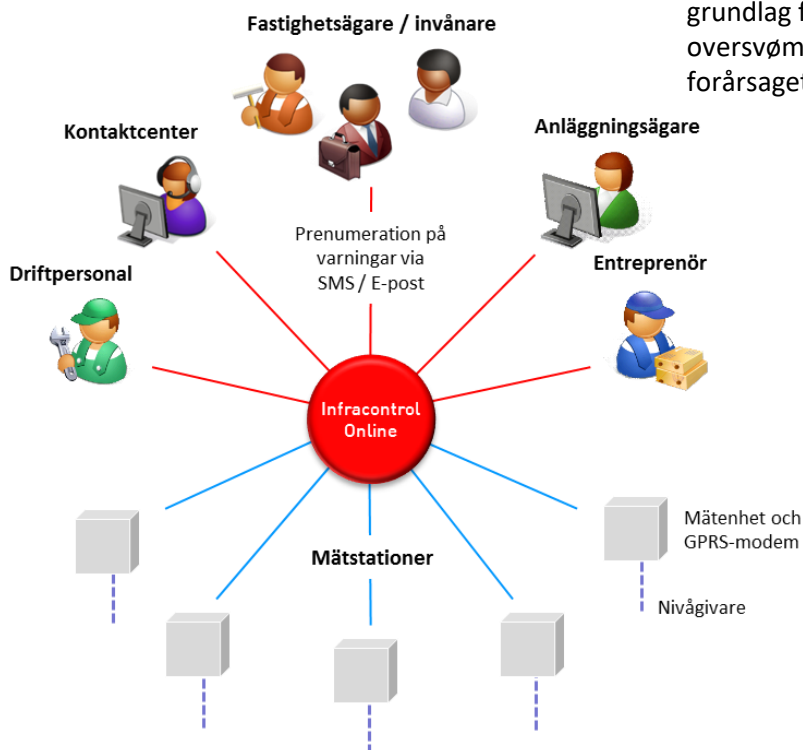 grundlag f
oversvøm
forårsaget
Fastighetsägare / invånare
Kontaktcenter
Anläggningsägare
Prenumeration på
varningar via
SMS / E-post
Driftpersonal
Entreprenör
Infracontrol
Online
Mätstationer
Mätenhet och
GPRS-modem
Nivågivare